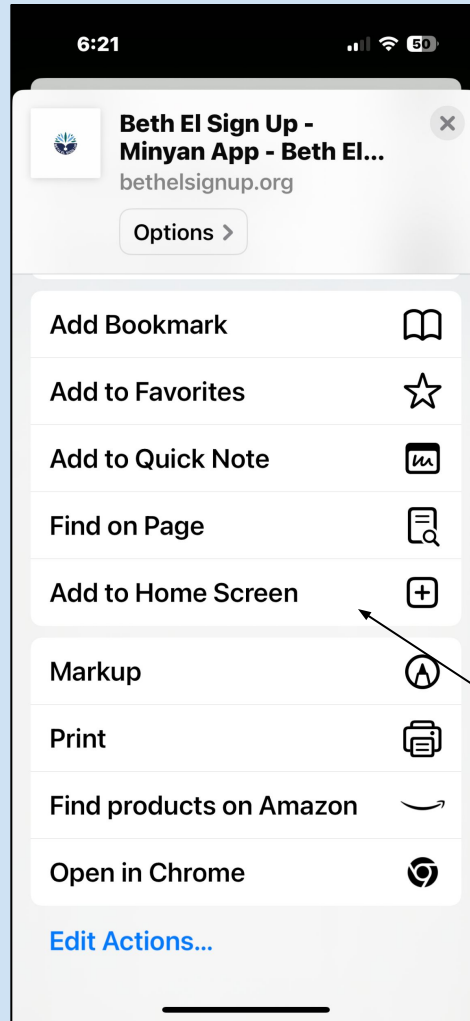 6:21
50
Beth El Sign Up -
Minyan App - Beth El...
bethelsignup.org
Options
Add Bookmark
Add to Favorites
Add to Quick Note
Find on Page
Add to Home Screen
Markup
Print
Find products on Amazon
Open in Chrome
Edit Actions...